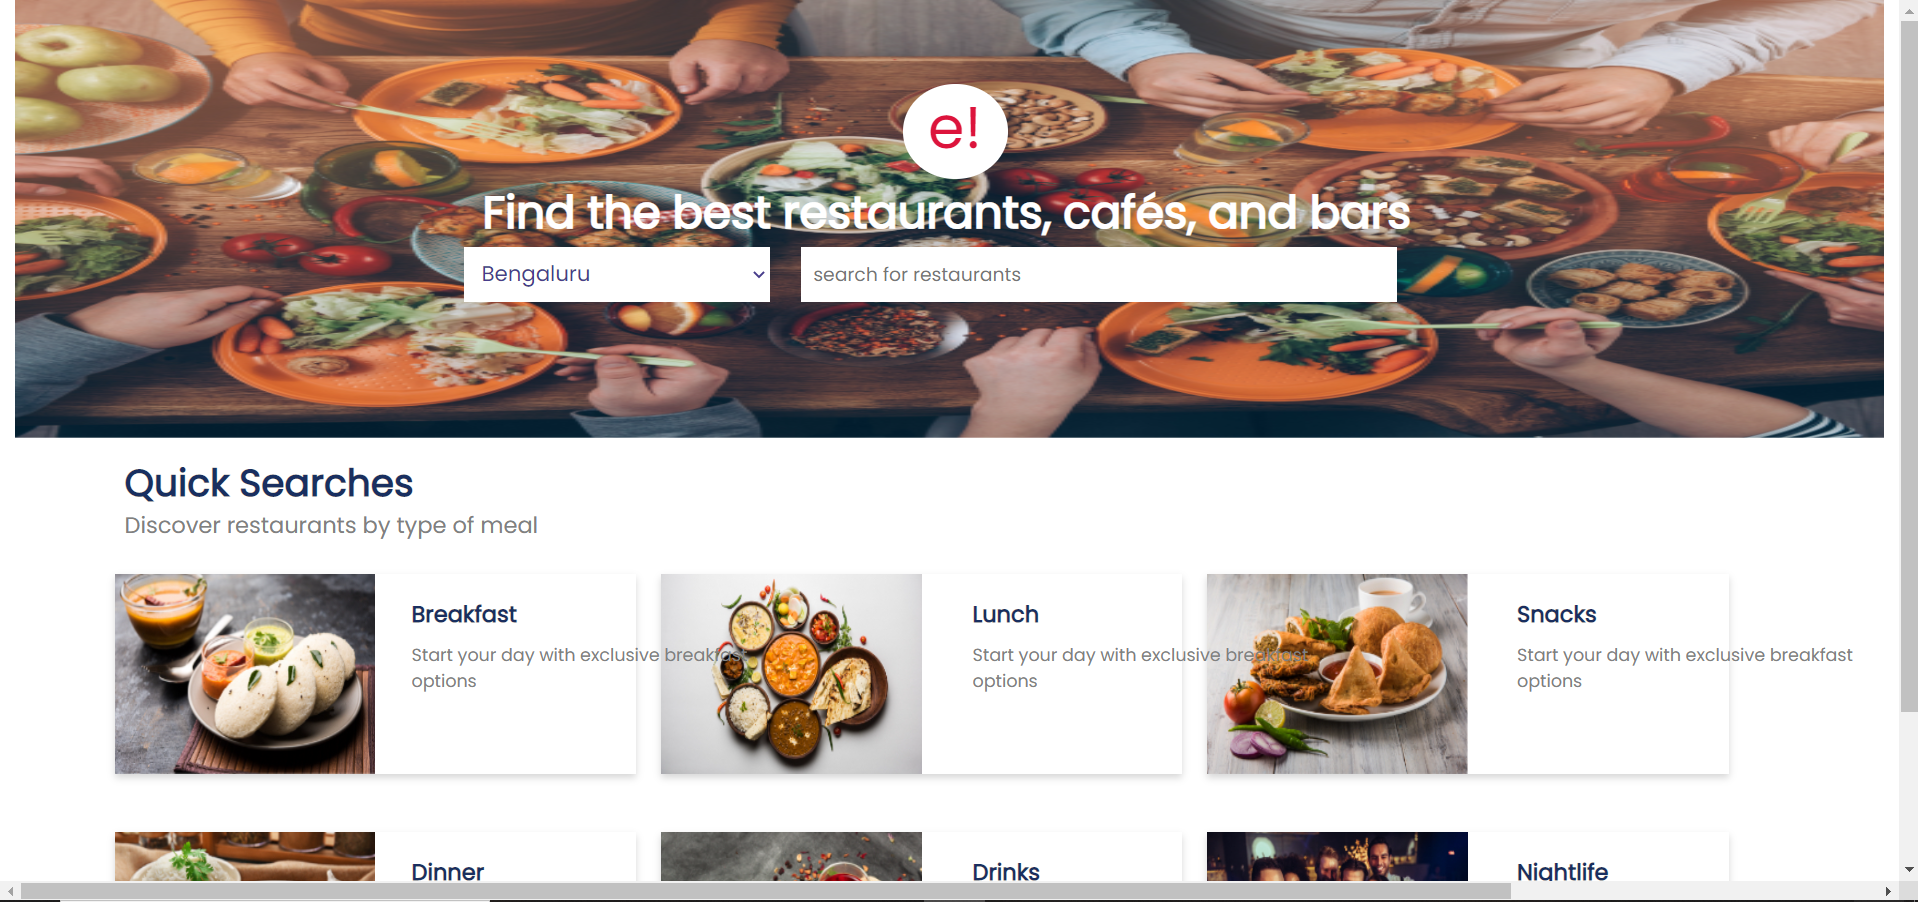 e!
Find the best restaurants, cafés, and bars
Bengaluru
search for restaurants
Quick Searches
Discover restaurants by type of meal
Breakfast
Start your day with exclusive breakfast
options
Lunch
Start your day with exclusive breakfast
options
Snacks
Start your day with exclusive breakfast
options
Dinner
Drinks
Nightlife